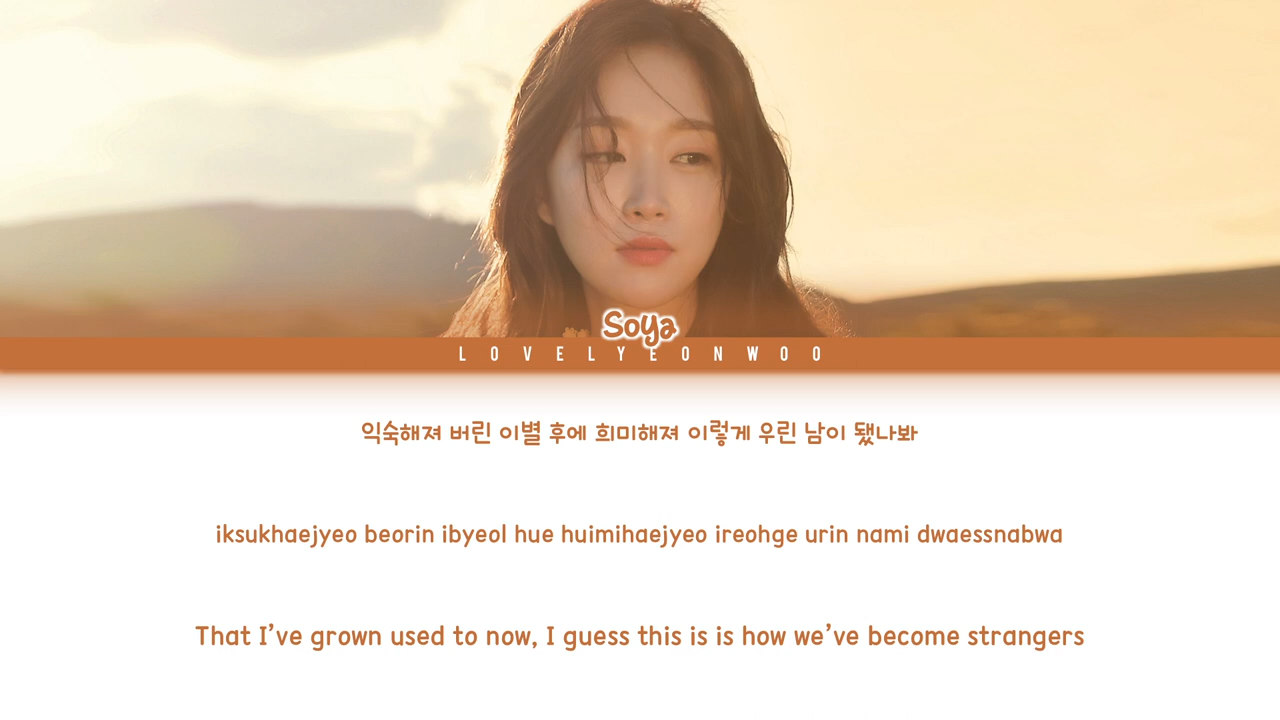 Soya
LOVELYEONWOO
익숙해져 버린 이별 후에 희미해져 이렇게 우린 남이 됐나봐
iksukhaejyeo beorin ibyeol hue huimihaejyeo ireohge urin nami dwaessnabwa
That I've grown used to now, I guess this is is how we've become strangers